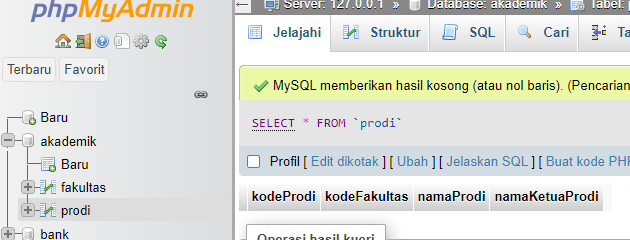 phpMyAdmin
Terbaru Favorit
Baru
akademik
Baru
fakultas
prodi
bank
Server: 127.0.0.1 » Database: akademik »
Jelajahi Struktur SQL Cari
MySQL memberikan hasil kosong (atau nol baris). (Pencarian
SELECT * FROM `prodi`
Profil [ Edit dikotak ] [ Ubah ] [ Jelaskan SQL ] [ Buat kode PHP
kodeProdi kodeFakultas namaProdi namaKetuaProdi
Operasi hasil kueri